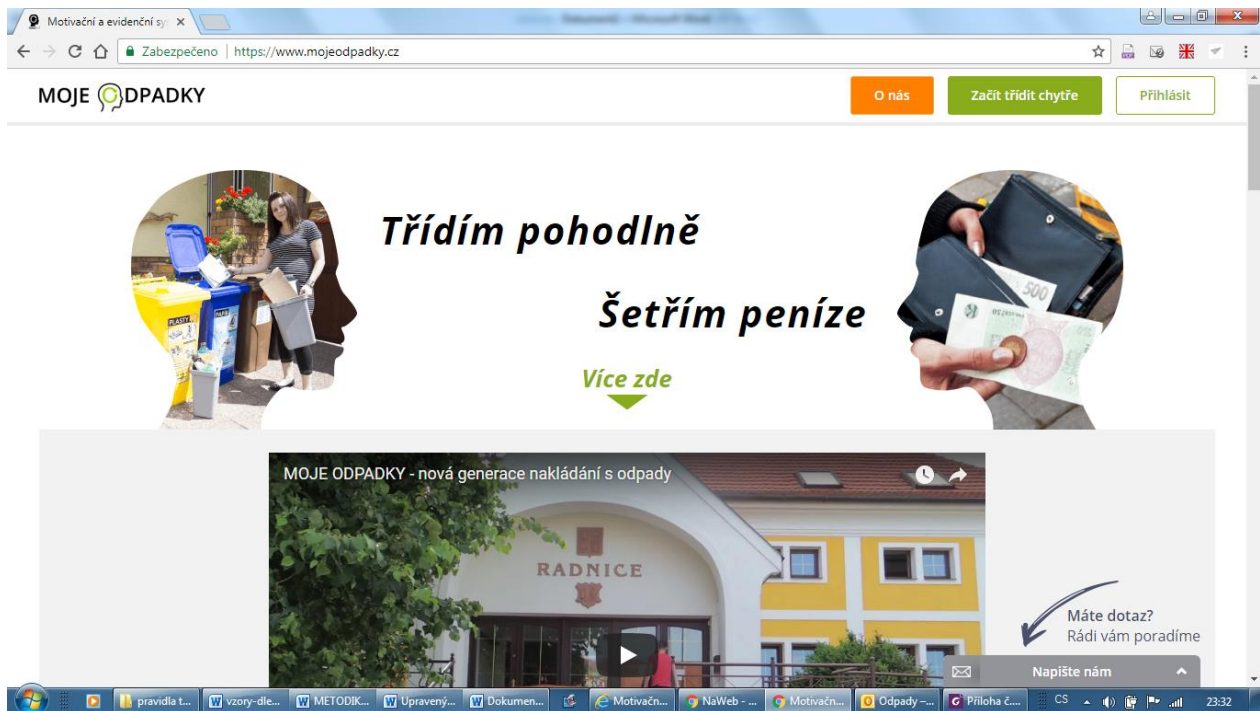 Motivační a evidenční sy
Zabezpečeno | https://www.mojeodpadky.cz
MOJE ODPADKY
O nás
Začít třídit chytře
Přihlásit
Třídím pohodlně
Šetřím peníze
Více zde
PLASTY
500
MOJE ODPADKY - nová generace nakládání s odpady
RADNICE
Máte dotaz?
Rádi vám poradíme
Napište nám
pravidla t...
vzory-dle...
METODIK...
Upravený...
Dokumen...
Motivačn...
NaWeb - ...
Motivačn...
Odpady –...
Příloha č....
CS
23:32